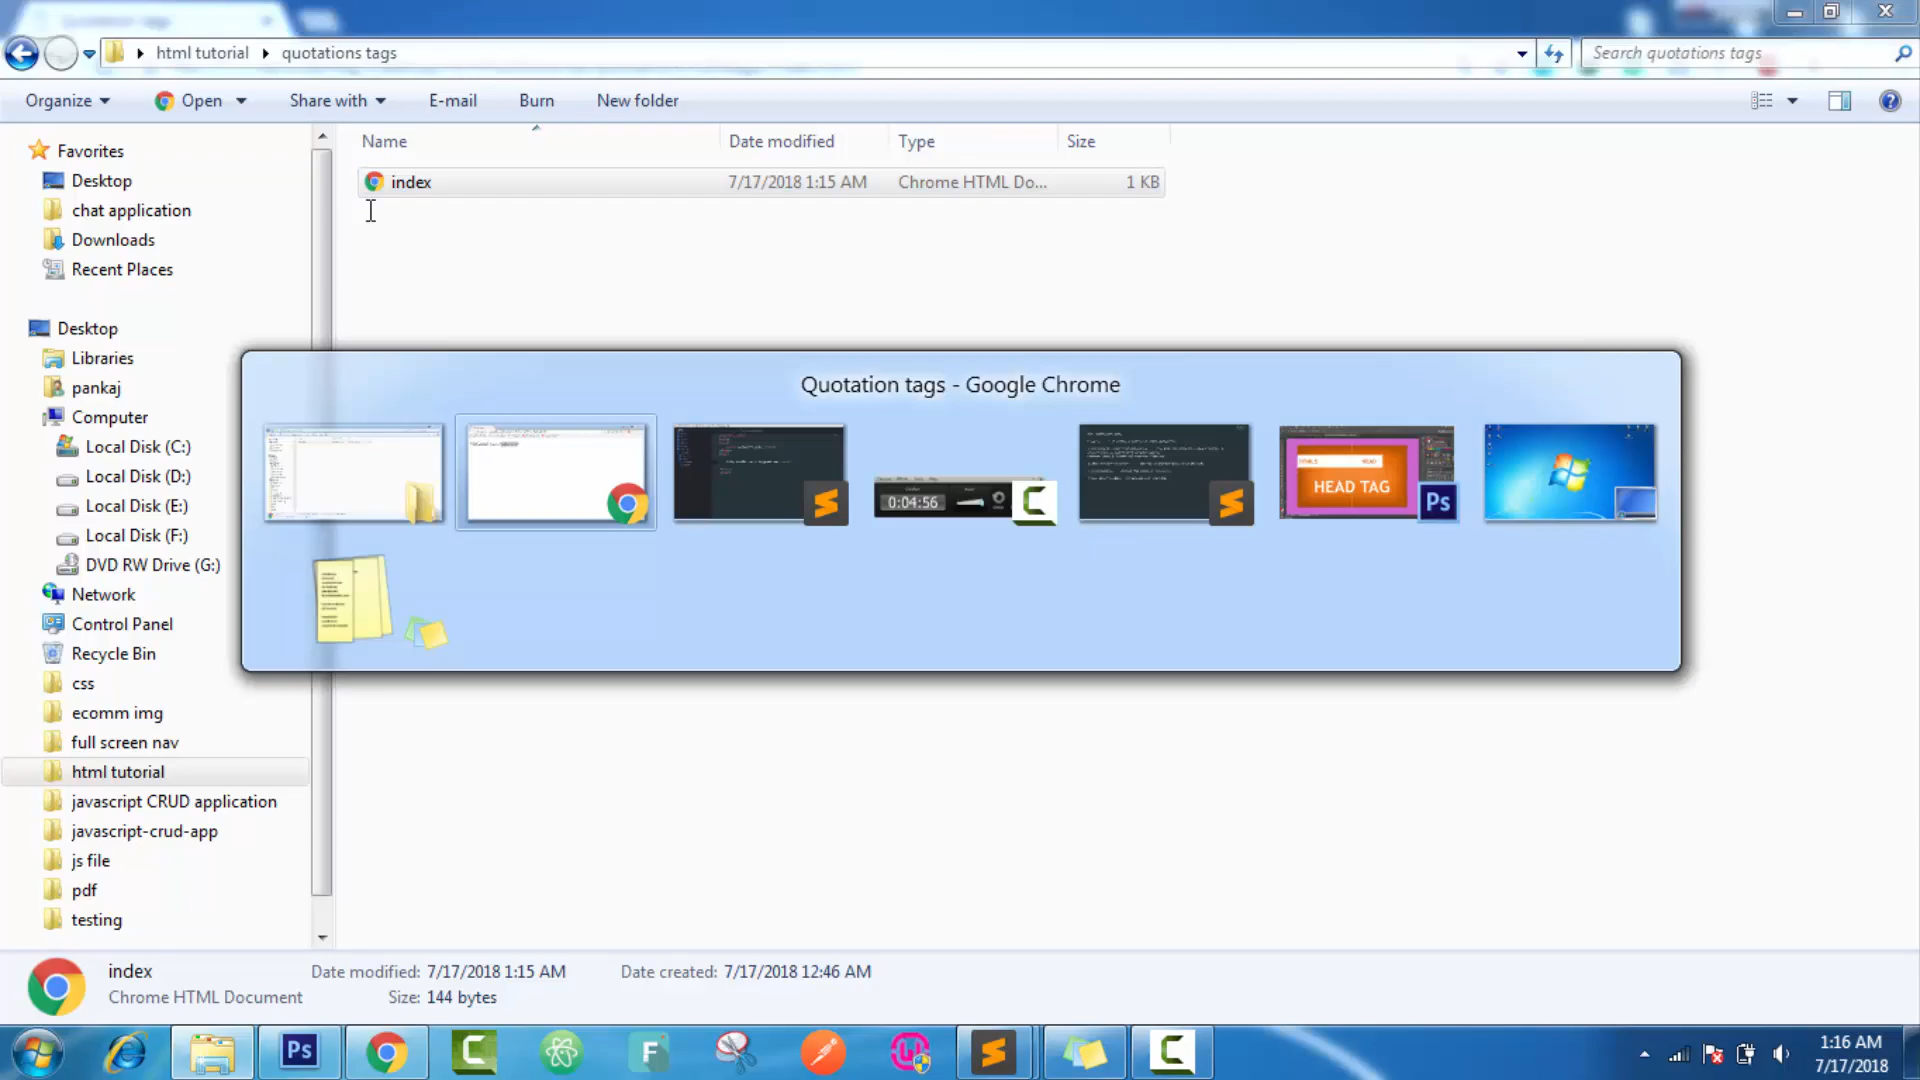 html tutorial quotations tags
Search quotations tags
Organize Open Share with E-mail Burn New folder
Name Date modified Type Size
index 7/17/2018 1:15 AM Chrome HTML Do... 1 KB
Favorites
Desktop
chat application
Downloads
Recent Places
Desktop
Libraries
pankaj
Computer
Local Disk (C:)
Local Disk (D:)
Local Disk (E:)
Local Disk (F:)
DVD RW Drive (G:)
Network
Control Panel
Recycle Bin
css
ecomm img
full screen nav
html tutorial
javascript CRUD application
javascript-crud-app
js file
pdf
testing
Quotation tags - Google Chrome
0:04:56
C
HEAD
HEAD TAG
Ps
index Date modified: 7/17/2018 1:15 AM Date created: 7/17/2018 12:46 AM
Chrome HTML Document Size: 144 bytes
Ps
C
F
C
1:16 AM
7/17/2018